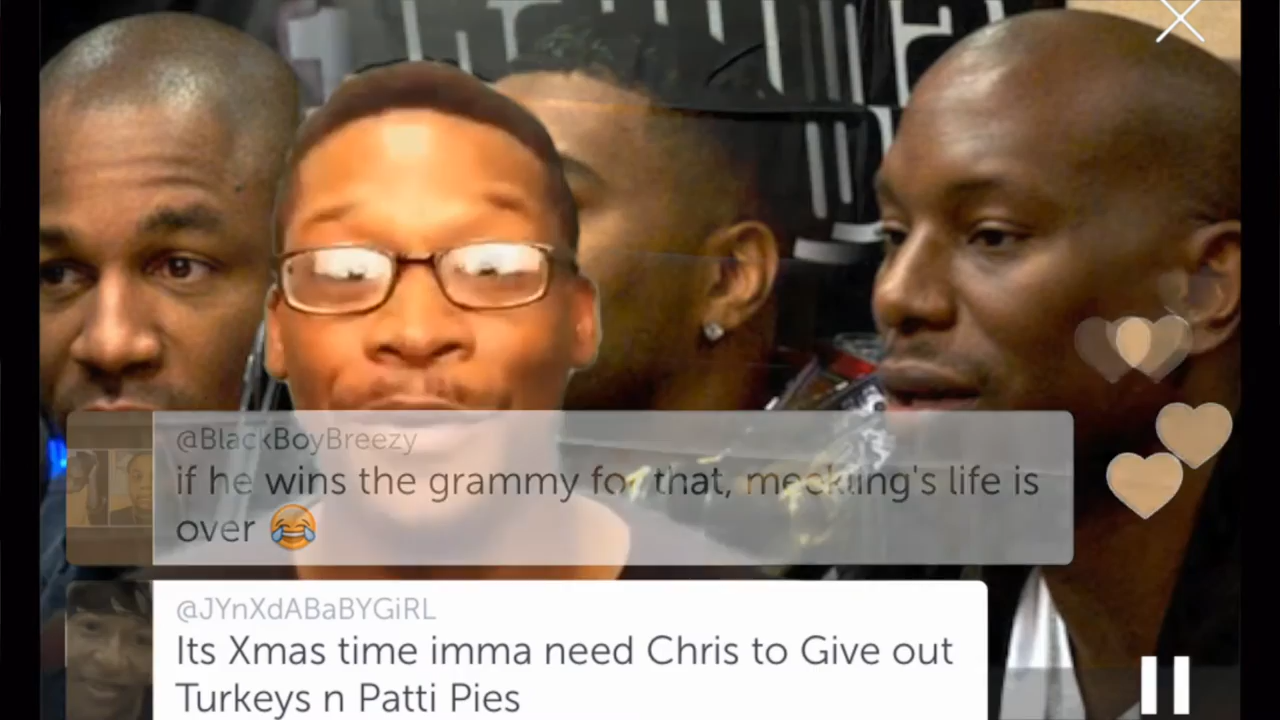 @BlackBoyBreezy
if he wins the grammy for that, meckling's life is
over 😂
@JYnXdABaBYGiRL
Its Xmas time imma need Chris to Give out
Turkeys n Patti Pies